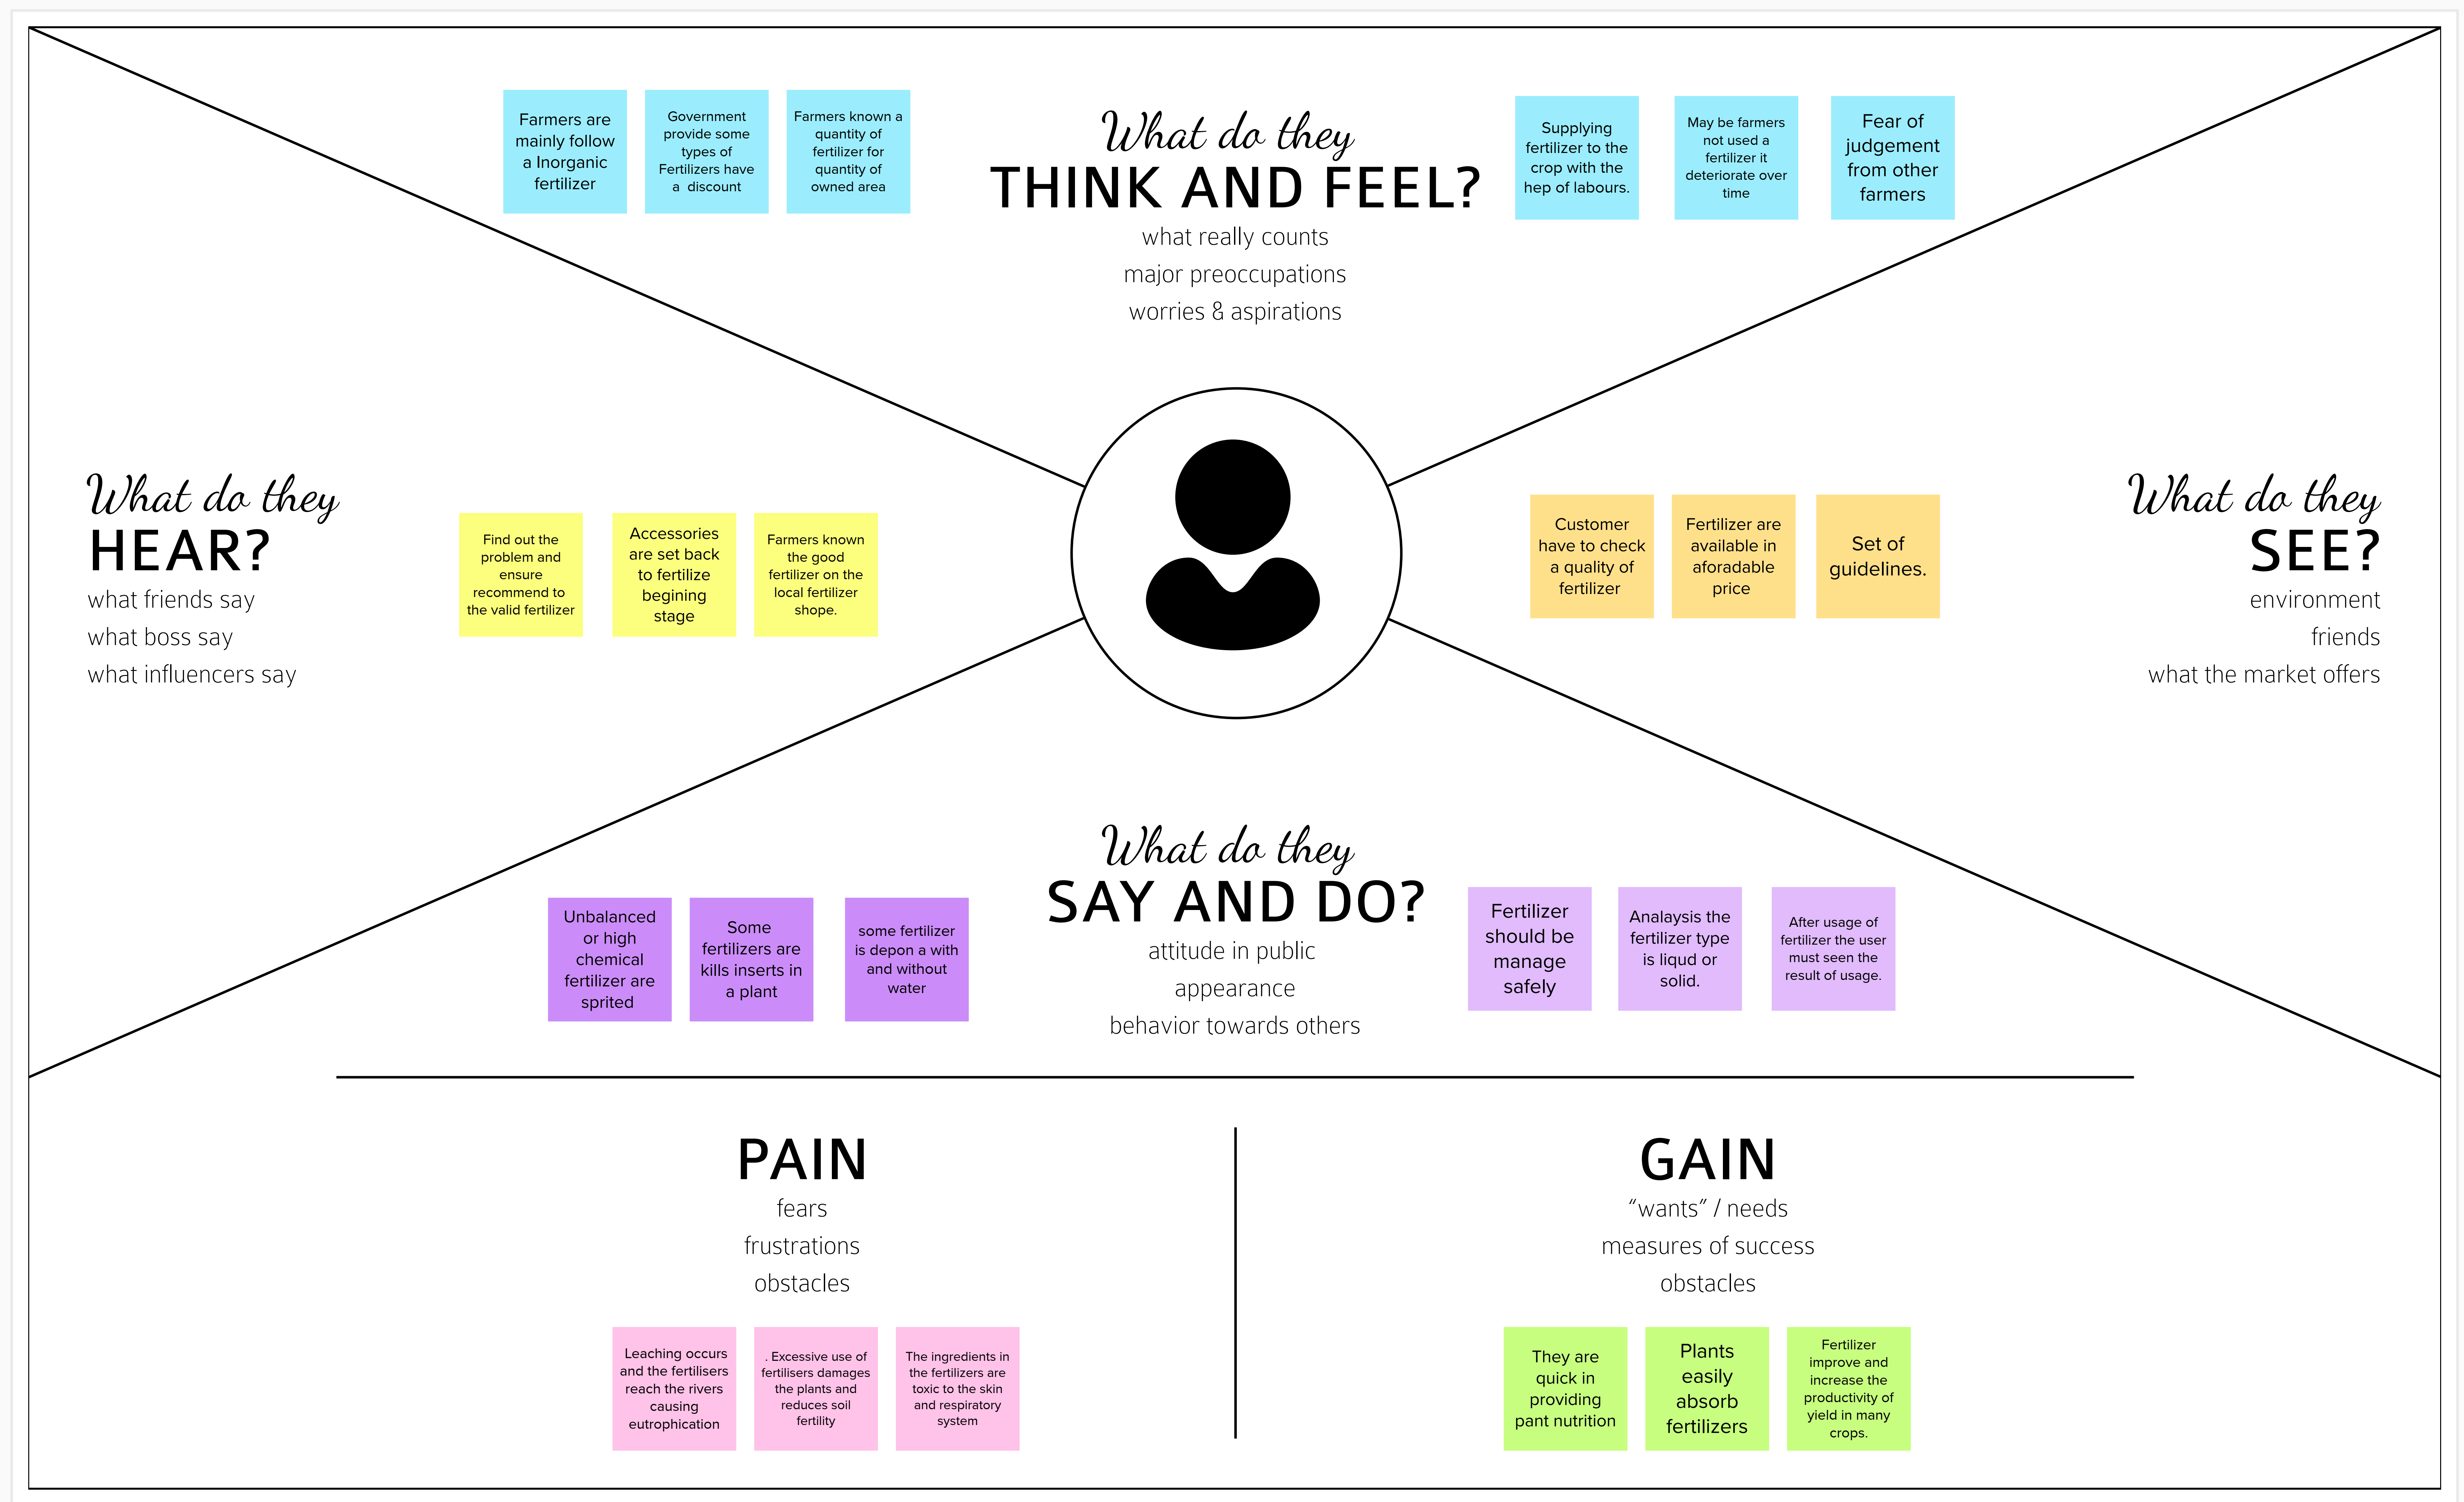 Farmers are
mainly follow
a Inorganic
fertilizer
Government
provide some
types of
Fertilizers have
a discount
Farmers known a
quantity of
fertilizer for
quantity of
owned area
What do they
THINK AND FEEL?
what really counts
major preoccupations
worries & aspirations
Supplying
fertilizer to the
crop with the
hep of labours.
May be farmers
not used a
fertilizer it
deteriorate over
time
Fear of
judgement
from other
farmers
What do they
HEAR?
what friends say
what boss say
what influencers say
Find out the
problem and
ensure
recommend to
the valid fertilizer
Accessories
are set back
to fertilize
begining
stage
Farmers known
the good
fertilizer on the
local fertilizer
shope.
Customer
have to check
a quality of
fertilizer
Fertilizer are
available in
aforadable
price
Set of
guidelines.
What do they
SEE?
environment
friends
what the market offers
Unbalanced
or high
chemical
fertilizer are
sprited
Some
fertilizers are
kills inserts in
a plant
some fertilizer
is depon a with
and without
water
What do they
SAY AND DO?
attitude in public
appearance
behavior towards others
Fertilizer
should be
manage
safely
Analaysis the
fertilizer type
is liqud or
solid.
After usage of
fertilizer the user
must seen the
result of usage.
PAIN
fears
frustrations
obstacles
Leaching occurs
and the fertilisers
reach the rivers
causing
eutrophication
. Excessive use of
fertilisers damages
the plants and
reduces soil
fertility
The ingredients in
the fertilizers are
toxic to the skin
and respiratory
system
GAIN
“wants” / needs
measures of success
obstacles
They are
quick in
providing
pant nutrition
Plants
easily
absorb
fertilizers
Fertilizer
improve and
increase the
productivity of
yield in many
crops.